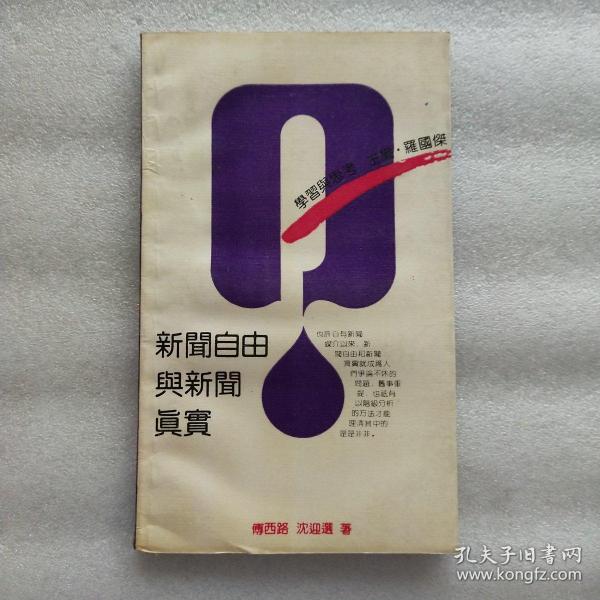 學習與思考 主編·羅國傑
新聞自由
與新聞
眞實
也許自有新聞
媒介以來，新
聞自由和新聞
真實就成爲人
們爭論不休的
問題，舊事重
提，也祇有
以階級分析
的方法才能
理清其中的
是是非非。
傅西路 沈迎選 著
孔夫子旧书网
www.kongfz.com